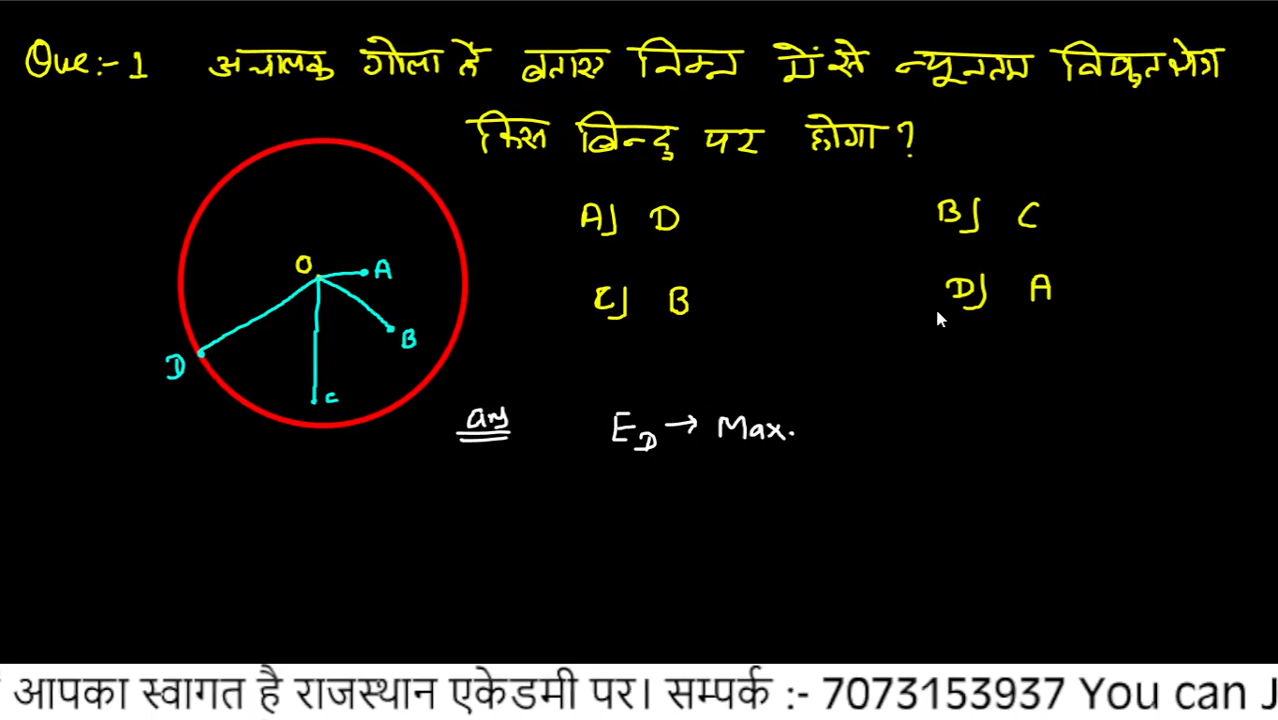 Que:- 1 अचालक गोला हैं बताए निम्न में से न्यूनतम विद्युत क्षेत्र
किस बिन्दु पर होगा?
A) D B) C
C) B D) A
O A
B
D C
Ans E_D → Max.
आपका स्वागत है राजस्थान एकेडमी पर। सम्पर्क :- 7073153937 You can J